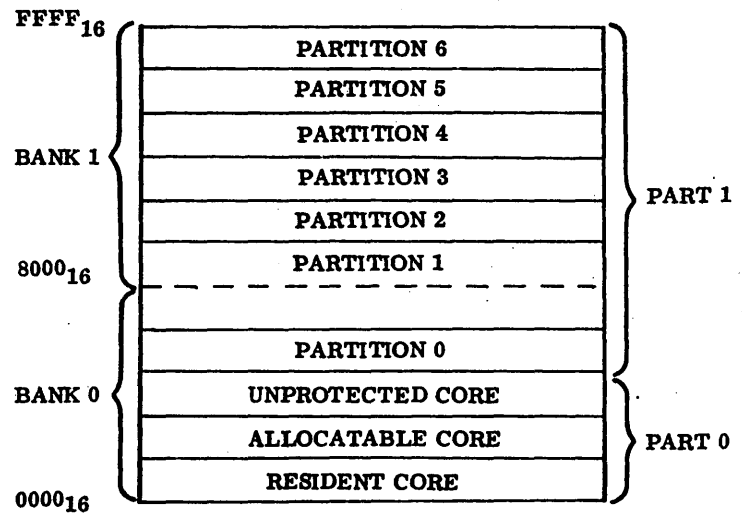 FFFF16
PARTITION 6
PARTITION 5
PARTITION 4
BANK 1
PARTITION 3
PART 1
PARTITION 2
PARTITION 1
800016
PARTITION 0
BANK 0
UNPROTECTED CORE
ALLOCATABLE CORE
PART 0
RESIDENT CORE
000016